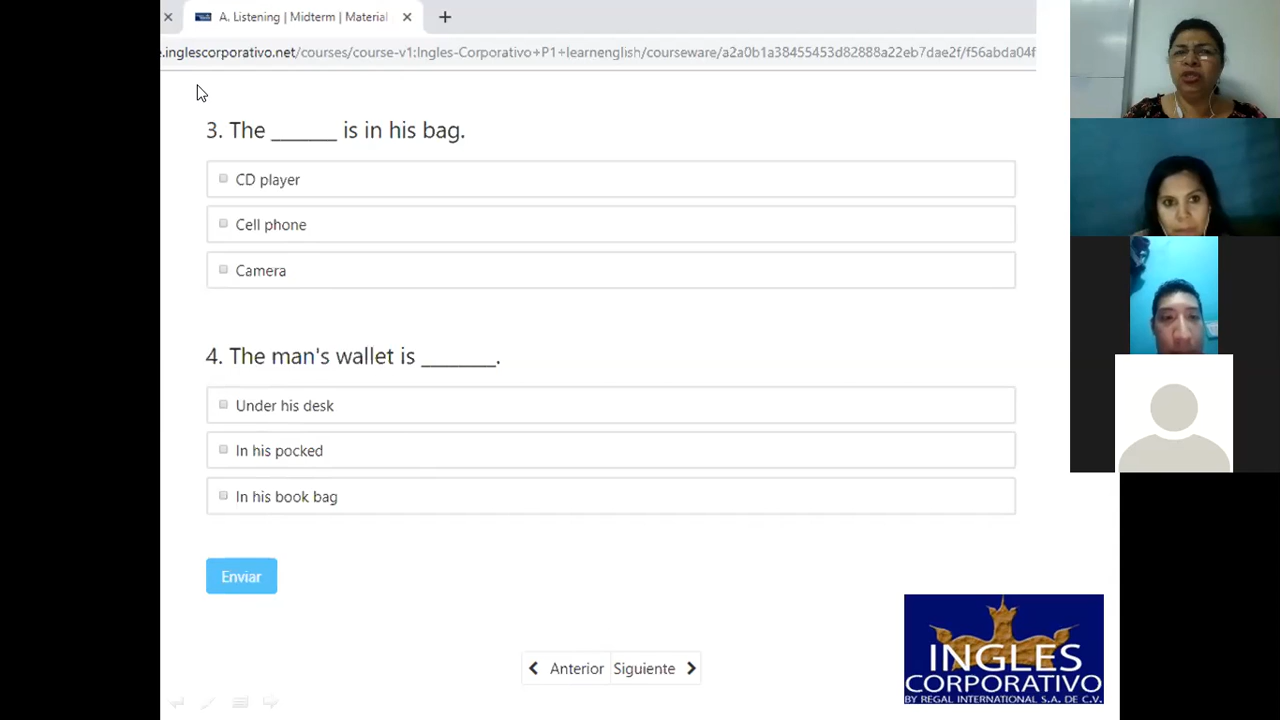 A. Listening | Midterm | Material
.inglescorporativo.net/courses/course-v1:Ingles-Corporativo+P1+learnenglish/courseware/a2a0b1a38455453d82888a22eb7dae2f/f56abda04f
3. The _______ is in his bag.
CD player
Cell phone
Camera
4. The man's wallet is ________.
Under his desk
In his pocked
In his book bag
Enviar
Anterior Siguiente
INGLES
CORPORATIVO
BY REGAL INTERNATIONAL S.A. DE C.V.